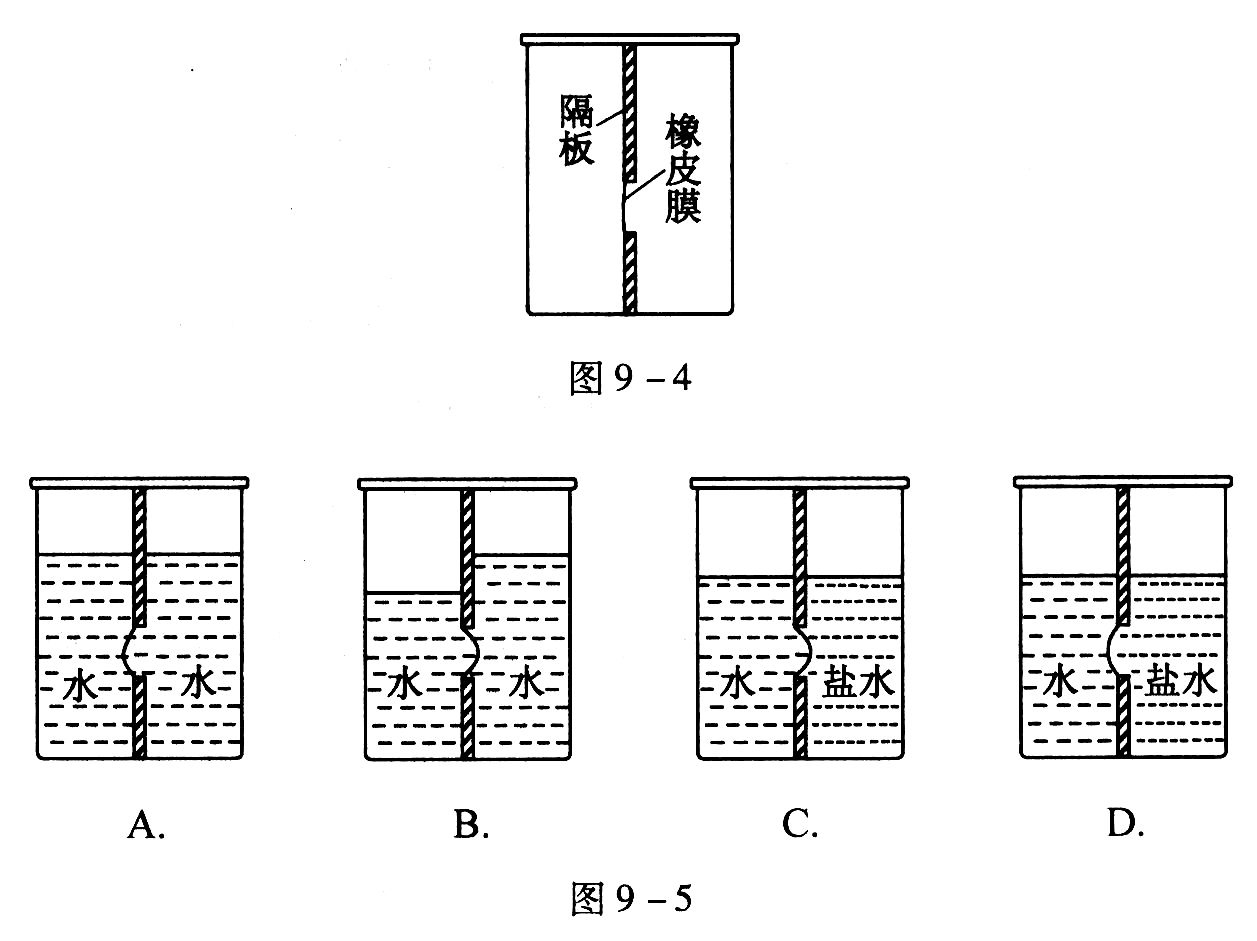 隔板
橡皮膜
图 9 – 4
水 水
水 水
水 盐水
水 盐水
A. B. C. D.
图 9 – 5